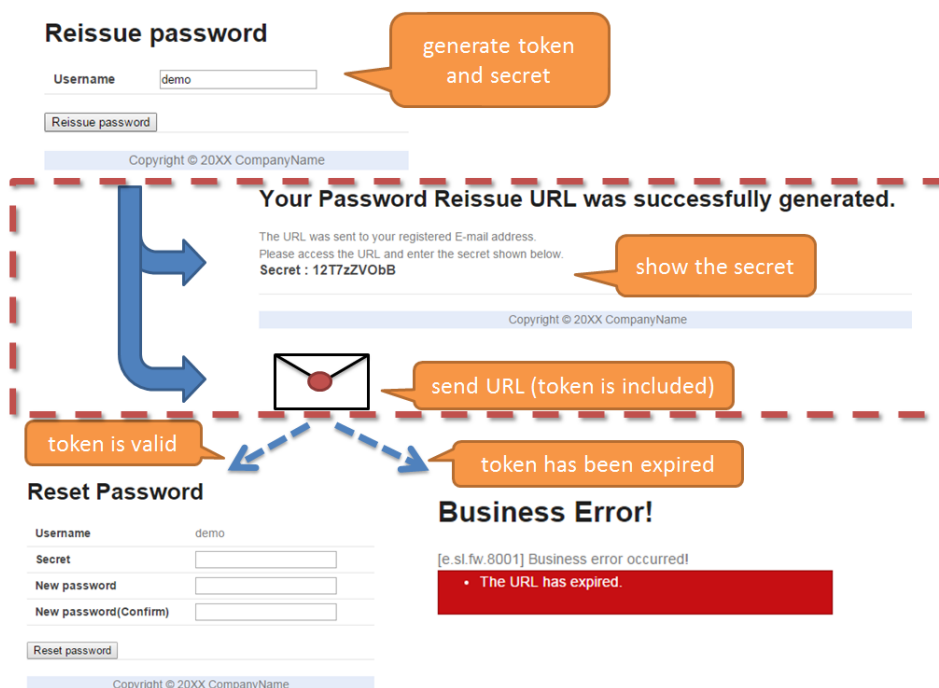 Reissue password
generate token
and secret
Username demo
Reissue password
Copyright © 20XX CompanyName
Your Password Reissue URL was successfully generated.
The URL was sent to your registered E-mail address.
Please access the URL and enter the secret shown below.
Secret : 12T7zZVObB
show the secret
Copyright © 20XX CompanyName
send URL (token is included)
token is valid
token has been expired
Reset Password
Username demo
Secret
New password
New password(Confirm)
Reset password
Copyright © 20XX CompanyName
Business Error!
[e.sl.fw.8001] Business error occurred!
• The URL has expired.